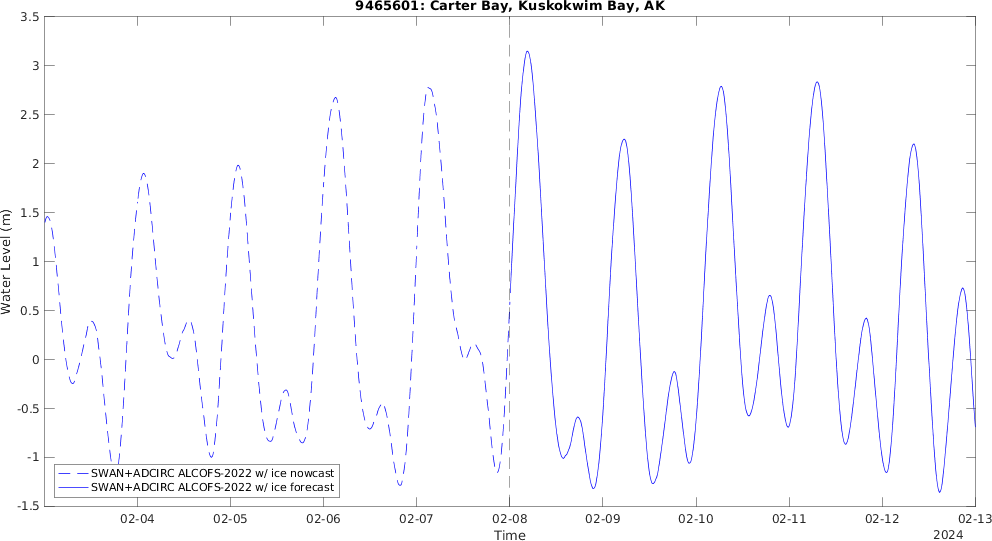 9465601: Carter Bay, Kuskokwim Bay, AK
Water Level (m)
3.5
3
2.5
2
1.5
1
0.5
0
-0.5
-1
-1.5
SWAN+ADCIRC ALCOFS-2022 w/ ice nowcast
SWAN+ADCIRC ALCOFS-2022 w/ ice forecast
02-04 02-05 02-06 02-07 02-08 02-09 02-10 02-11 02-12 02-13
Time
2024